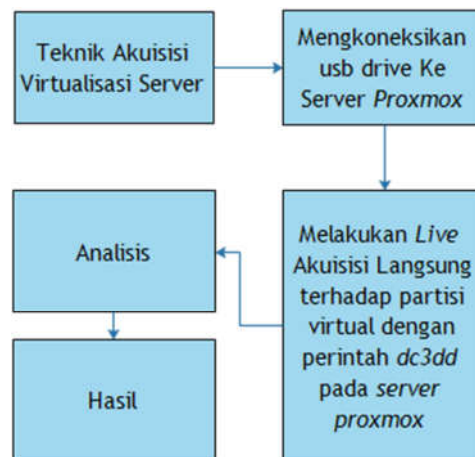 Teknik Akuisisi
Virtualisasi Server
Mengkoneksikan
usb drive Ke
Server Proxmox
Melakukan Live
Akuisisi Langsung
terhadap partisi
virtual dengan
perintah dc3dd
pada server
proxmox
Analisis
Hasil